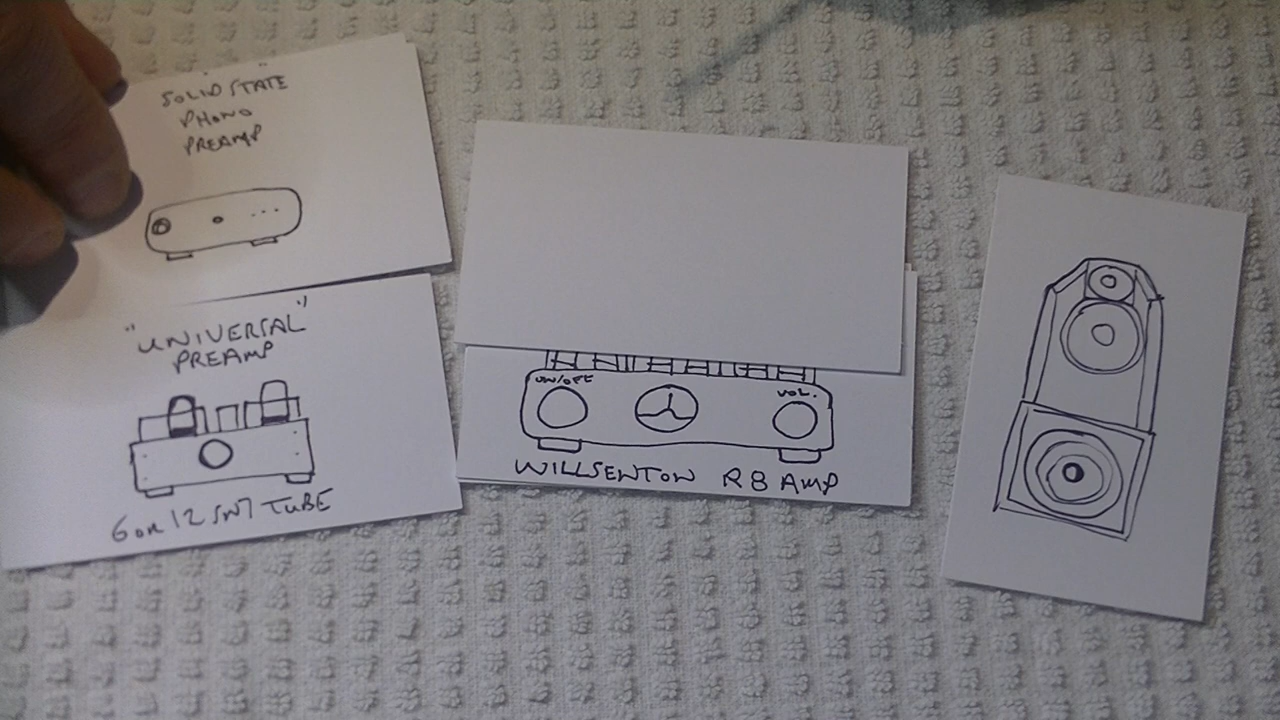 SOLID STATE
PHONO
PREAMP
"UNIVERSAL"
PREAMP
6 OR 12 SN7 TUBE
ON/OFF
VOL.
WILLSENTON R8 AMP